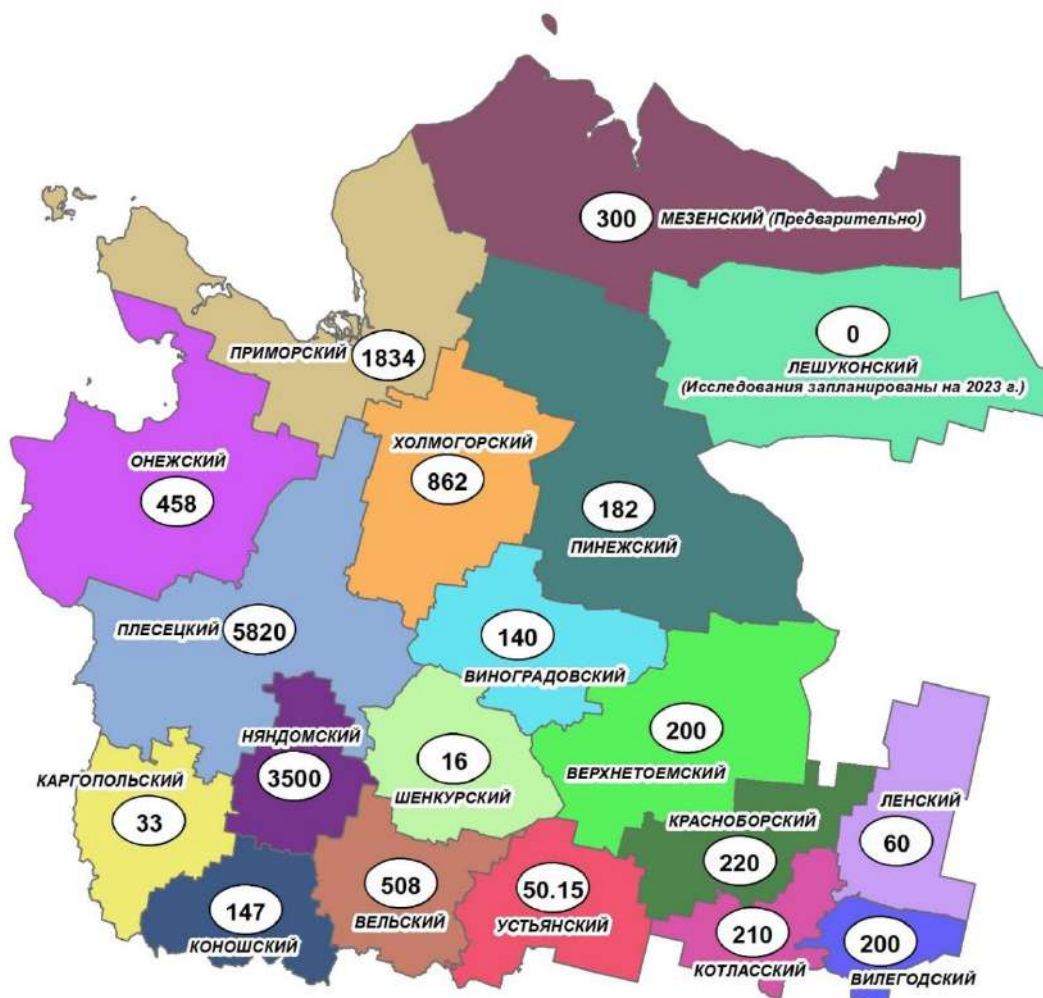 300
МЕЗЕНСКИЙ (Предварительно)
0
ЛЕШУКОНСКИЙ
(Исследования запланированы на 2023 г.)
ПРИМОРСКИЙ
1834
ХОЛМОГОРСКИЙ
862
ОНЕЖСКИЙ
458
182
ПИНЕЖСКИЙ
ПЛЕСЕЦКИЙ
5820
140
ВИНОГРАДОВСКИЙ
НЯНДОМСКИЙ
3500
16
ШЕНКУРСКИЙ
200
ВЕРХНЕТОЕМСКИЙ
КАРГОПОЛЬСКИЙ
33
КРАСНОБОРСКИЙ
220
ЛЕНСКИЙ
60
147
КОНОШСКИЙ
508
ВЕЛЬСКИЙ
50.15
УСТЬЯНСКИЙ
210
КОТЛАССКИЙ
200
ВИЛЕГОДСКИЙ